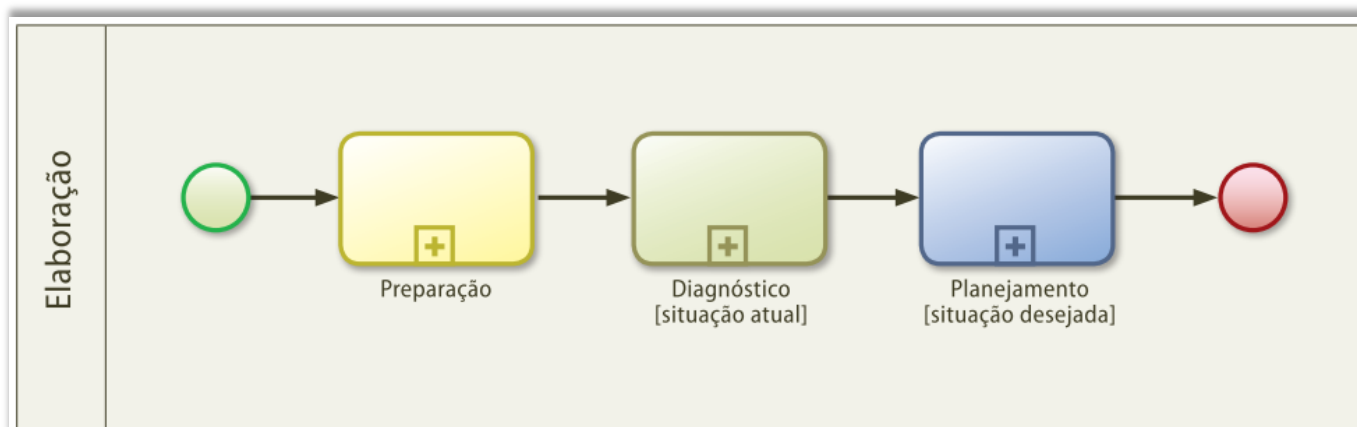 Elaboração
Preparação
Diagnóstico
[situação atual]
Planejamento
[situação desejada]